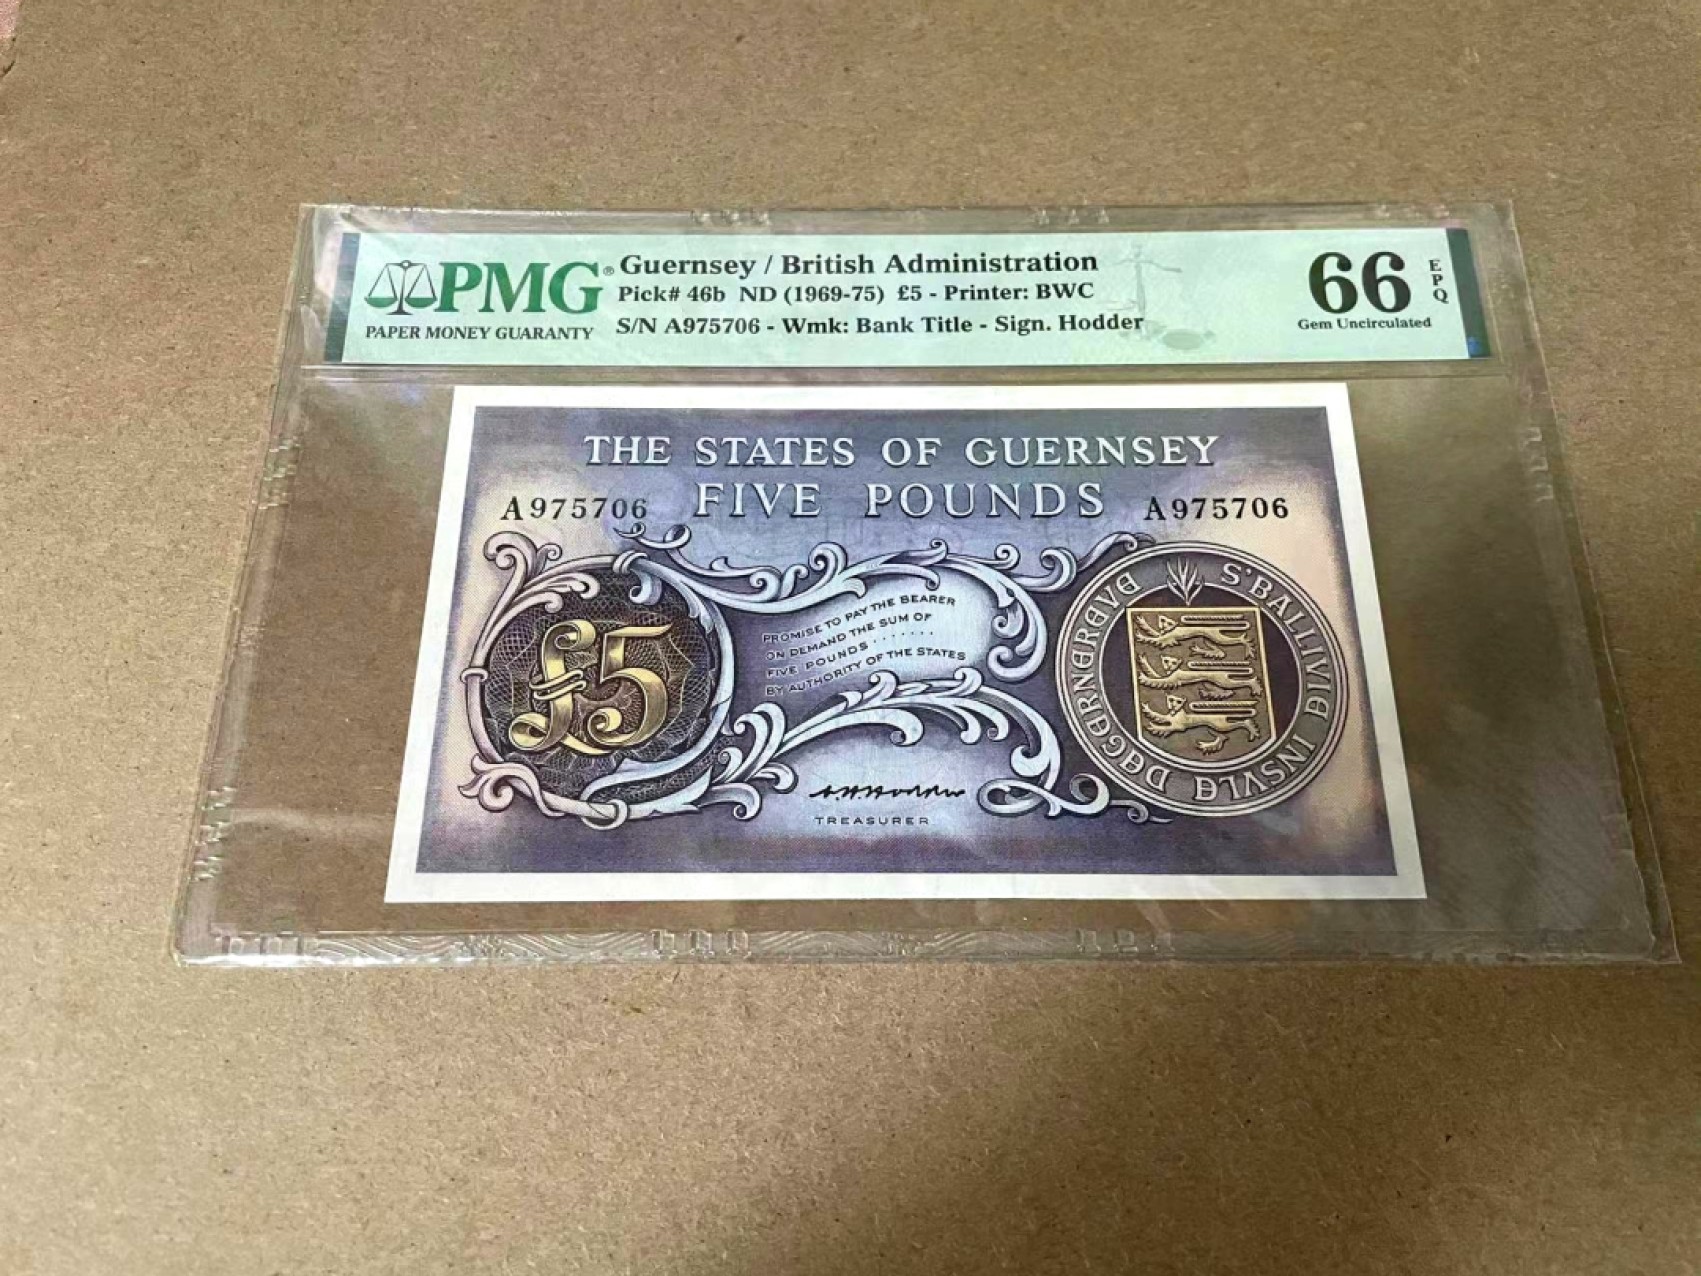 PMG®
PAPER MONEY GUARANTY
Guernsey / British Administration
Pick# 46b ND (1969-75) £5 - Printer: BWC
S/N A975706 - Wmk: Bank Title - Sign. Hodder
66
EPQ
Gem Uncirculated
THE STATES OF GUERNSEY
FIVE POUNDS
A975706
A975706
£5
PROMISE TO PAY THE BEARER
ON DEMAND THE SUM OF
FIVE POUNDS .......
BY AUTHORITY OF THE STATES
TREASURER
S'BALLIVIE INSVLE DEGERNEREVE